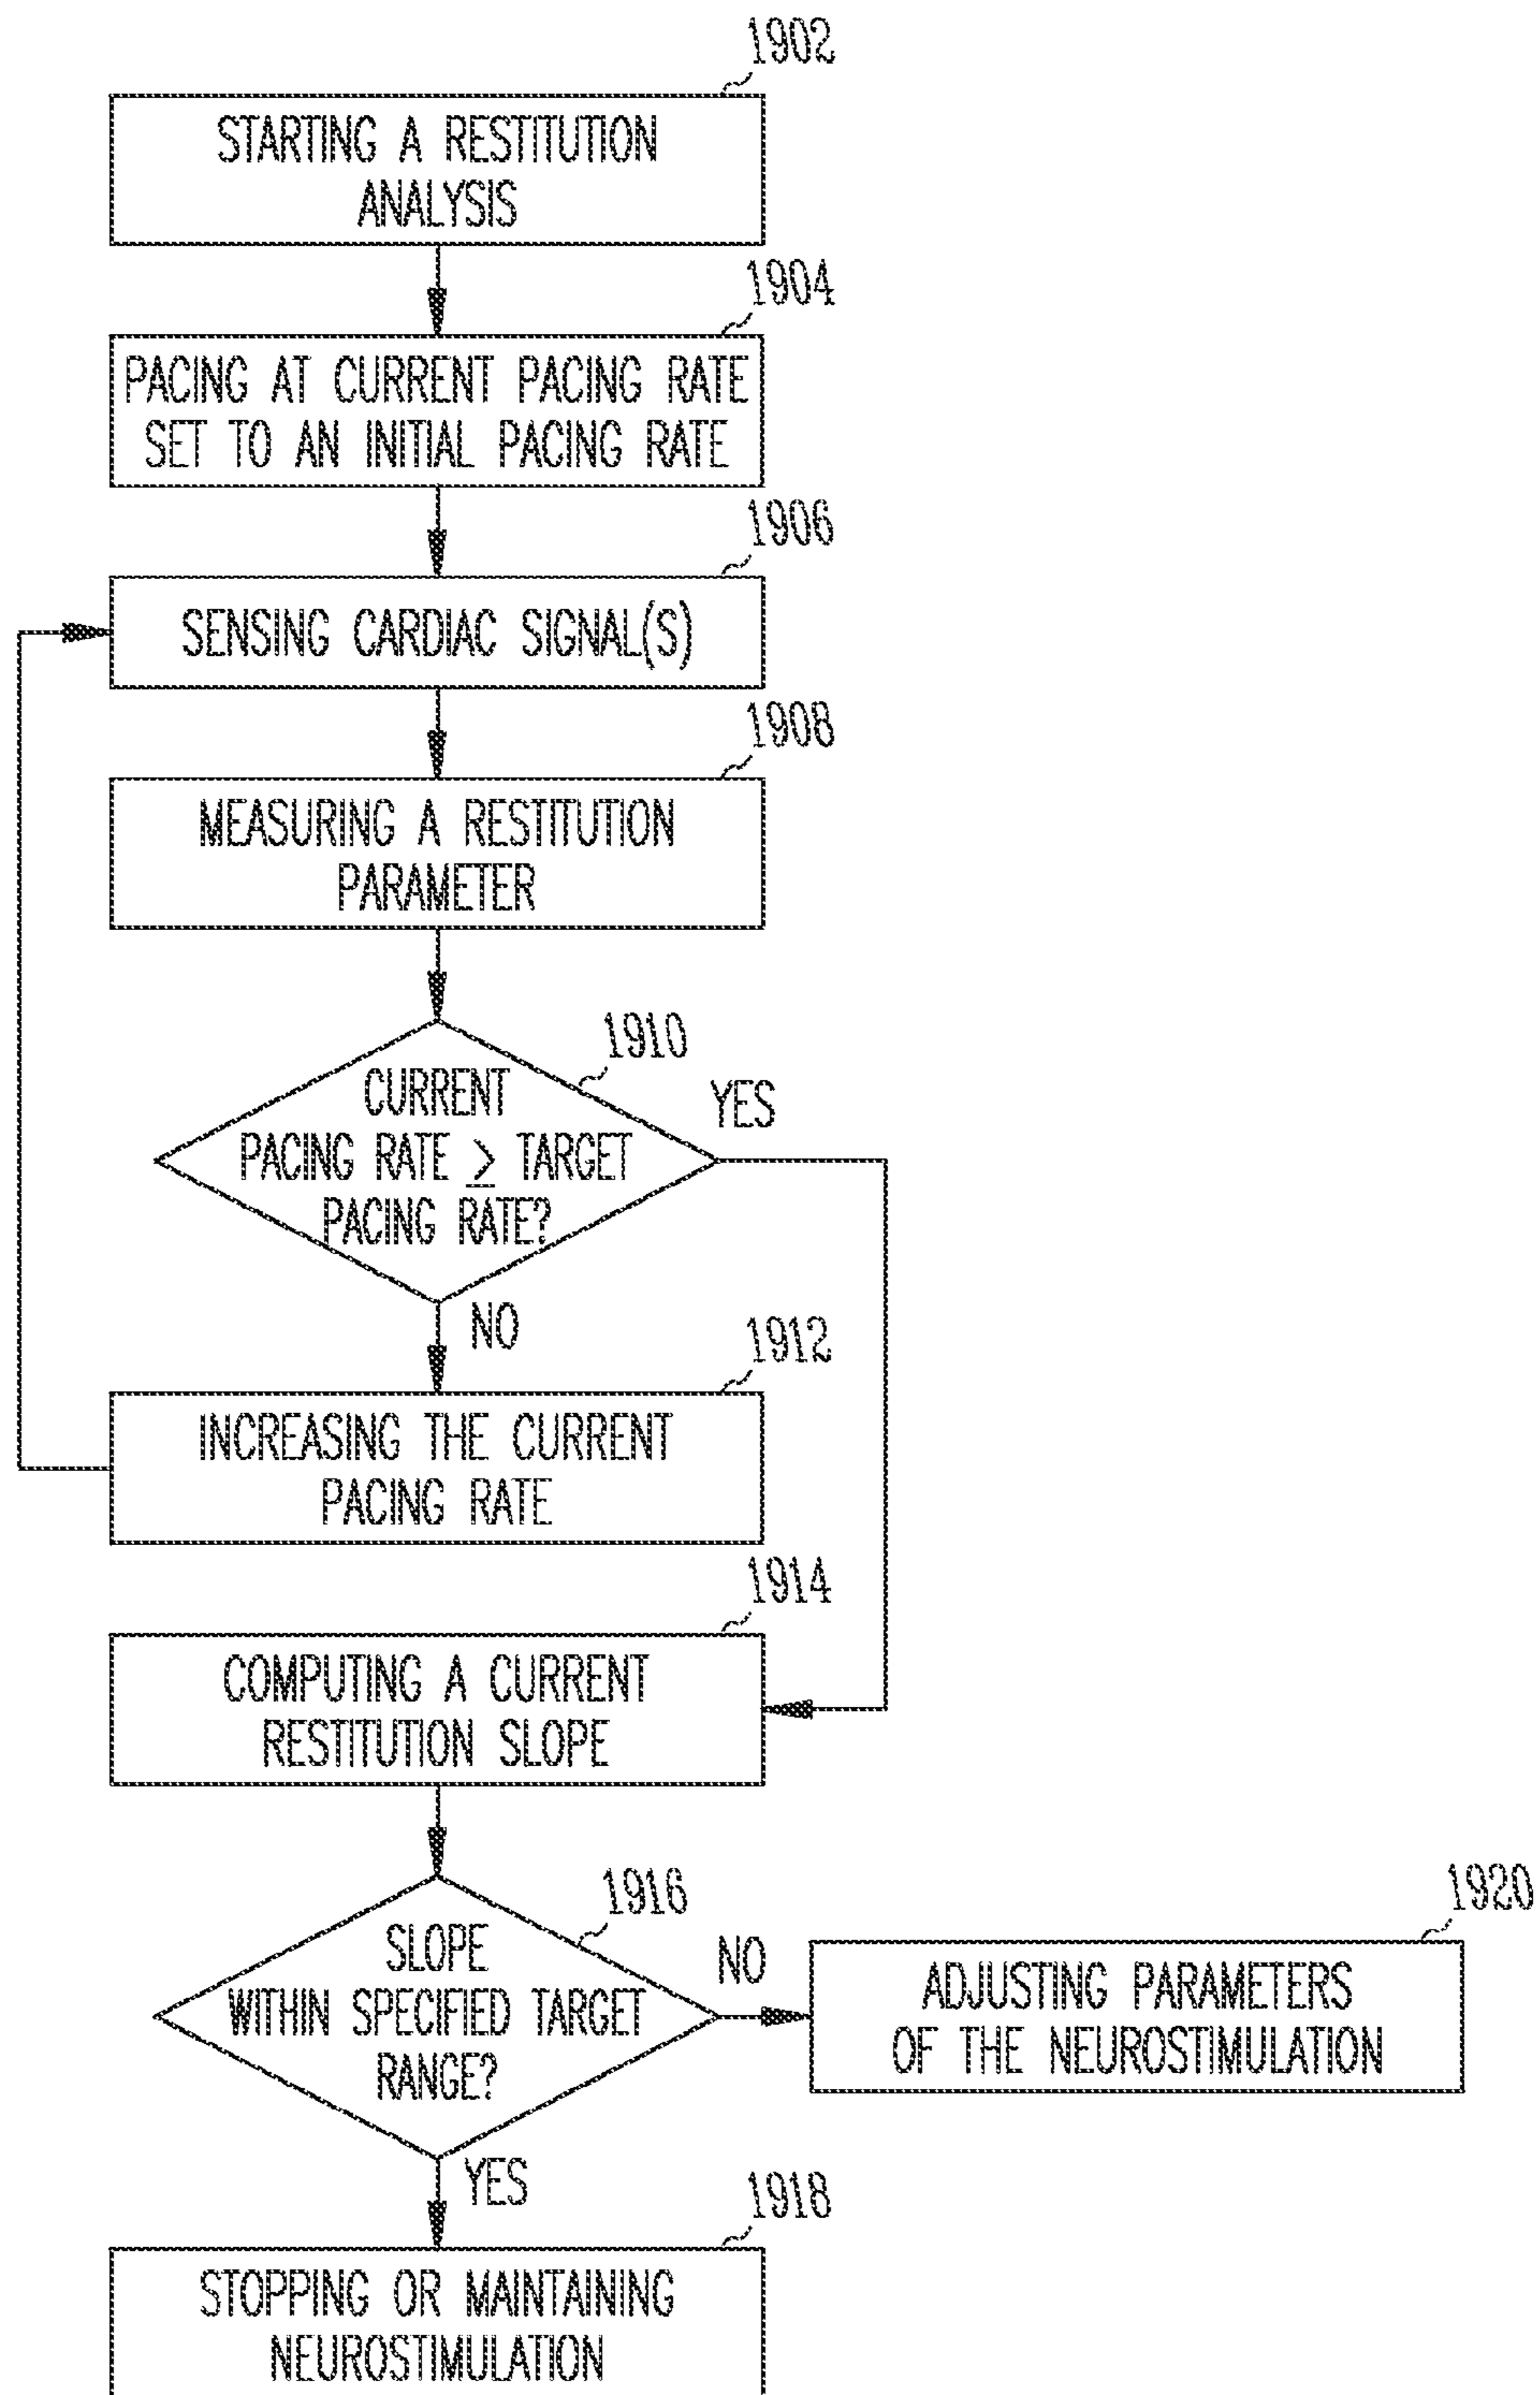 1902
STARTING A RESTITUTION
ANALYSIS
1904
PACING AT CURRENT PACING RATE
SET TO AN INITIAL PACING RATE
1906
SENSING CARDIAC SIGNAL(S)
1908
MEASURING A RESTITUTION
PARAMETER
1910
CURRENT
PACING RATE ≥ TARGET
PACING RATE?
YES
NO
1912
INCREASING THE CURRENT
PACING RATE
1914
COMPUTING A CURRENT
RESTITUTION SLOPE
1916
SLOPE
WITHIN SPECIFIED TARGET
RANGE?
NO
1920
ADJUSTING PARAMETERS
OF THE NEUROSTIMULATION
YES
1918
STOPPING OR MAINTAINING
NEUROSTIMULATION